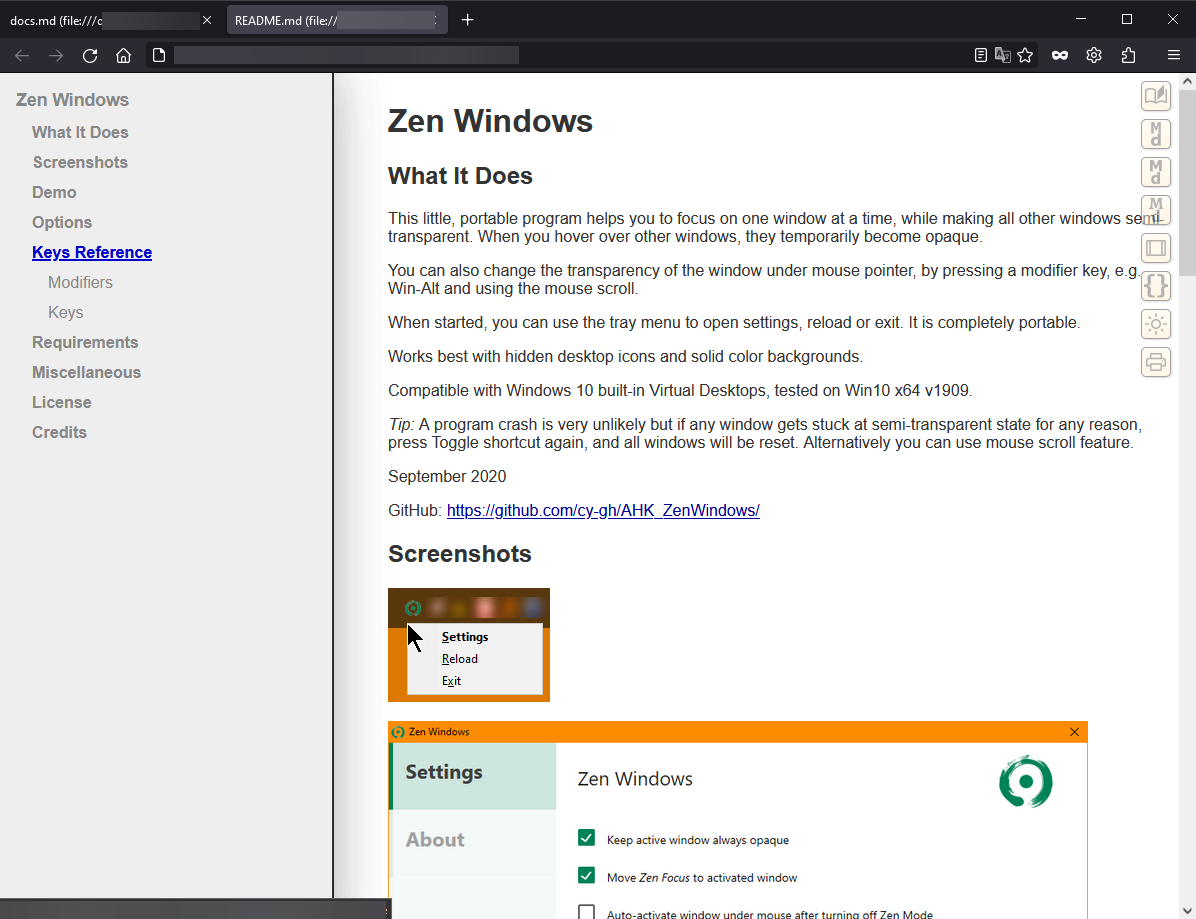 docs.md (file:///c
README.md (file://
Zen Windows
What It Does
Screenshots
Demo
Options
Keys Reference
Modifiers
Keys
Requirements
Miscellaneous
License
Credits
Zen Windows
What It Does
This little, portable program helps you to focus on one window at a time, while making all other windows semi-
transparent. When you hover over other windows, they temporarily become opaque.
You can also change the transparency of the window under mouse pointer, by pressing a modifier key, e.g.
Win-Alt and using the mouse scroll.
When started, you can use the tray menu to open settings, reload or exit. It is completely portable.
Works best with hidden desktop icons and solid color backgrounds.
Compatible with Windows 10 built-in Virtual Desktops, tested on Win10 x64 v1909.
Tip: A program crash is very unlikely but if any window gets stuck at semi-transparent state for any reason,
press Toggle shortcut again, and all windows will be reset. Alternatively you can use mouse scroll feature.
September 2020
GitHub: https://github.com/cy-gh/AHK_ZenWindows/
Screenshots
Settings
Reload
Exit
Zen Windows
Settings
About
Zen Windows
Keep active window always opaque
Move Zen Focus to activated window
Auto-activate window under mouse after turning off Zen Mode
Md
Md
Md
{}